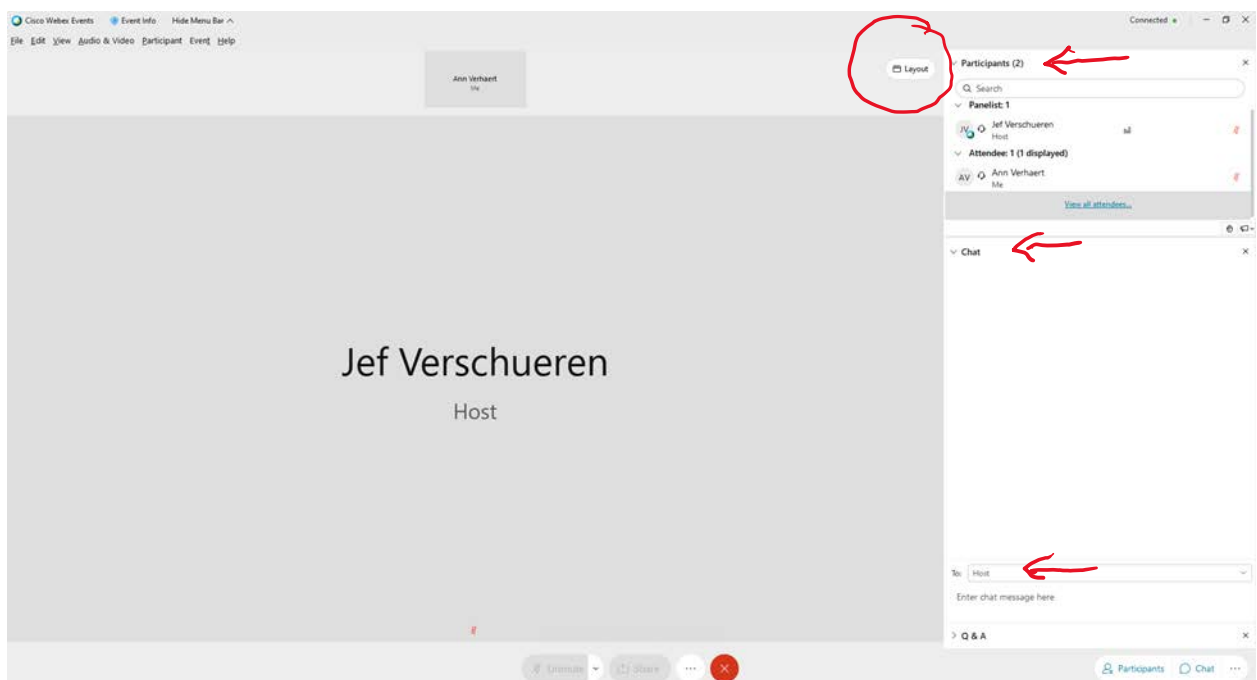 Cisco Webex Events Event Info Hide Menu Bar
Connected
File Edit View Audio & Video Participant Event Help
Ann Verhaert
Me
Layout
Participants (2)
Search
Panelist: 1
JV Jef Verschueren
Host
Attendee: 1 (1 displayed)
AV Ann Verhaert
Me
View all attendees...
Chat
Jef Verschueren
Host
To: Host
Enter chat message here
Q & A
Unmute Share
Participants Chat